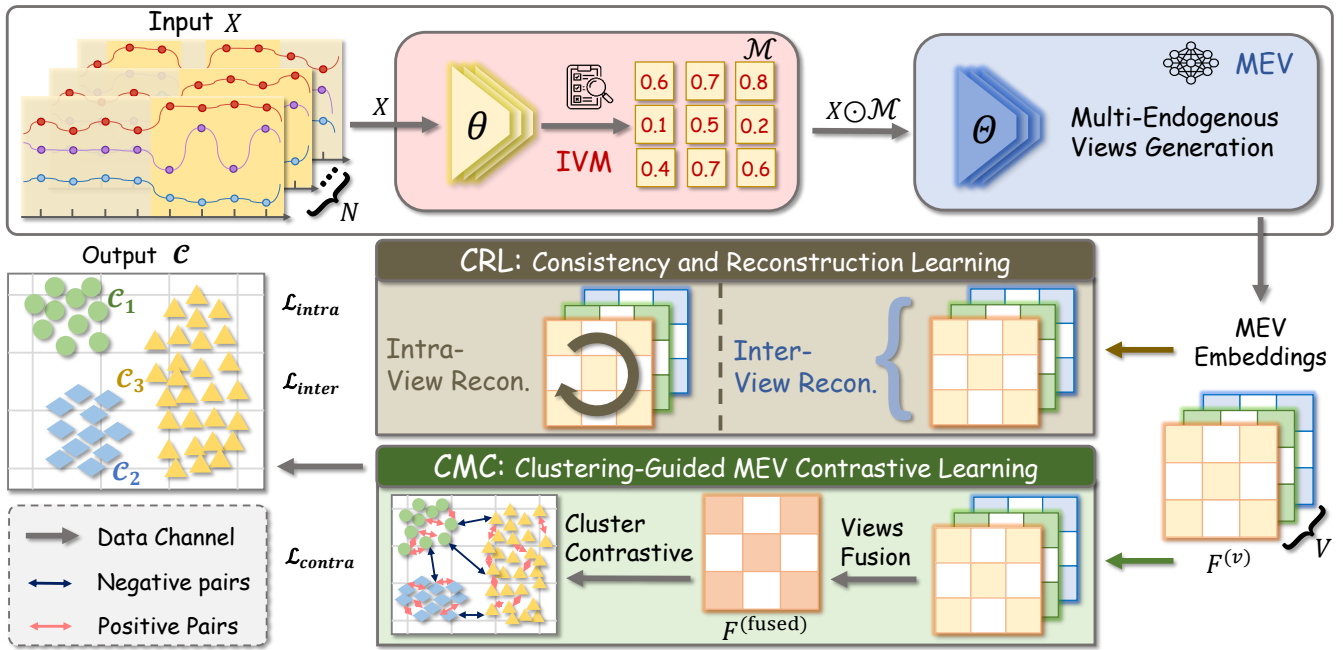 Input X
N
X
θ
IVM
ℳ
0.6 0.7 0.8
0.1 0.5 0.2
0.4 0.7 0.6
X⊙ℳ
Θ
MEV
Multi-Endogenous
Views Generation
Output 𝒞
𝒞1
𝒞3
𝒞2
ℒintra
ℒinter
CRL: Consistency and Reconstruction Learning
Intra-
View Recon.
Inter-
View Recon.
MEV
Embeddings
F(v)
V
Data Channel
Negative pairs
Positive Pairs
ℒcontra
CMC: Clustering-Guided MEV Contrastive Learning
Cluster
Contrastive
F(fused)
Views
Fusion